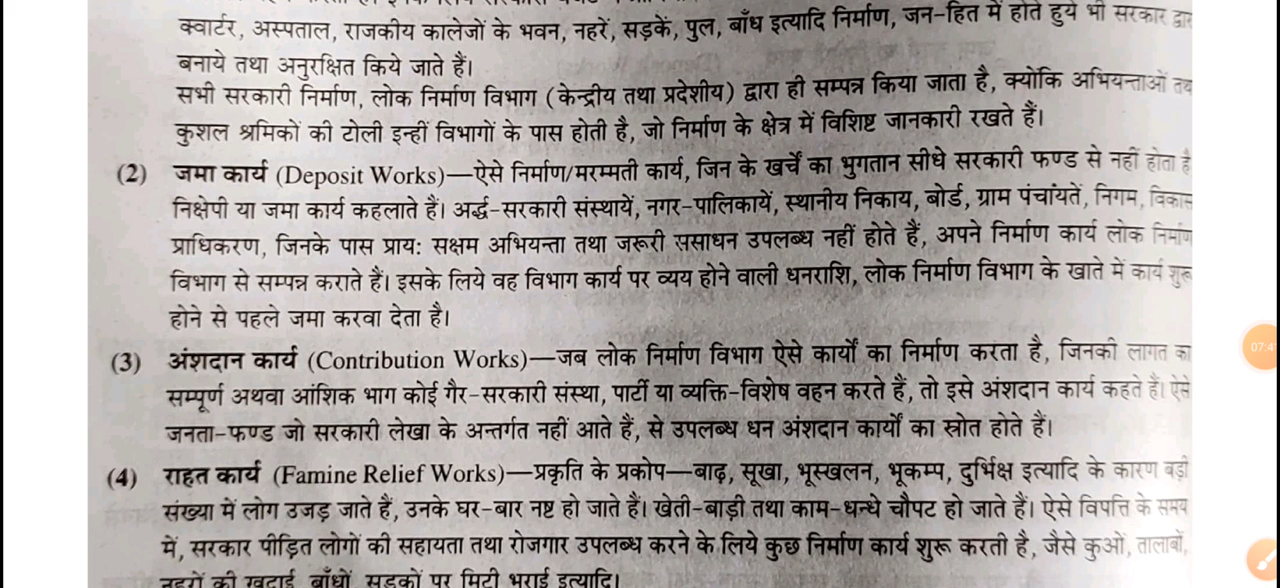 क्वार्टर, अस्पताल, राजकीय कालेजों के भवन, नहरें, सड़कें, पुल, बाँध इत्यादि निर्माण, जन-हित में होते हुये भी सरकार द्वारा
बनाये तथा अनुरक्षित किये जाते हैं।
सभी सरकारी निर्माण, लोक निर्माण विभाग (केन्द्रीय तथा प्रदेशीय) द्वारा ही सम्पन्न किया जाता है, क्योंकि अभियन्ताओं तथ
कुशल श्रमिकों की टोली इन्हीं विभागों के पास होती है, जो निर्माण के क्षेत्र में विशिष्ट जानकारी रखते हैं।
(2) जमा कार्य (Deposit Works)—ऐसे निर्माण/मरम्मती कार्य, जिन के खर्चे का भुगतान सीधे सरकारी फण्ड से नहीं होता है
निक्षेपी या जमा कार्य कहलाते हैं। अर्द्ध-सरकारी संस्थायें, नगर-पालिकायें, स्थानीय निकाय, बोर्ड, ग्राम पंचांयतें, निगम, विकास
प्राधिकरण, जिनके पास प्राय: सक्षम अभियन्ता तथा जरूरी ससाधन उपलब्ध नहीं होते हैं, अपने निर्माण कार्य लोक निर्माण
विभाग से सम्पन्न कराते हैं। इसके लिये वह विभाग कार्य पर व्यय होने वाली धनराशि, लोक निर्माण विभाग के खाते में कार्य शुरू
होने से पहले जमा करवा देता है।
(3) अंशदान कार्य (Contribution Works)—जब लोक निर्माण विभाग ऐसे कार्यों का निर्माण करता है, जिनकी लागत का
सम्पूर्ण अथवा आंशिक भाग कोई गैर-सरकारी संस्था, पार्टी या व्यक्ति-विशेष वहन करते हैं, तो इसे अंशदान कार्य कहते हैं। ऐसे
जनता-फण्ड जो सरकारी लेखा के अन्तर्गत नहीं आते हैं, से उपलब्ध धन अंशदान कार्यों का स्रोत होते हैं।
(4) राहत कार्य (Famine Relief Works)—प्रकृति के प्रकोप—बाढ़, सूखा, भूस्खलन, भूकम्प, दुर्भिक्ष इत्यादि के कारण बड़ी
संख्या में लोग उजड़ जाते हैं, उनके घर-बार नष्ट हो जाते हैं। खेती-बाड़ी तथा काम-धन्धे चौपट हो जाते हैं। ऐसे विपत्ति के समय
में, सरकार पीड़ित लोगों की सहायता तथा रोजगार उपलब्ध करने के लिये कुछ निर्माण कार्य शुरू करती है, जैसे कुओं, तालाबों,
नहरों की खुदाई, बाँधों, सड़कों पर मिट्टी भराई इत्यादि।